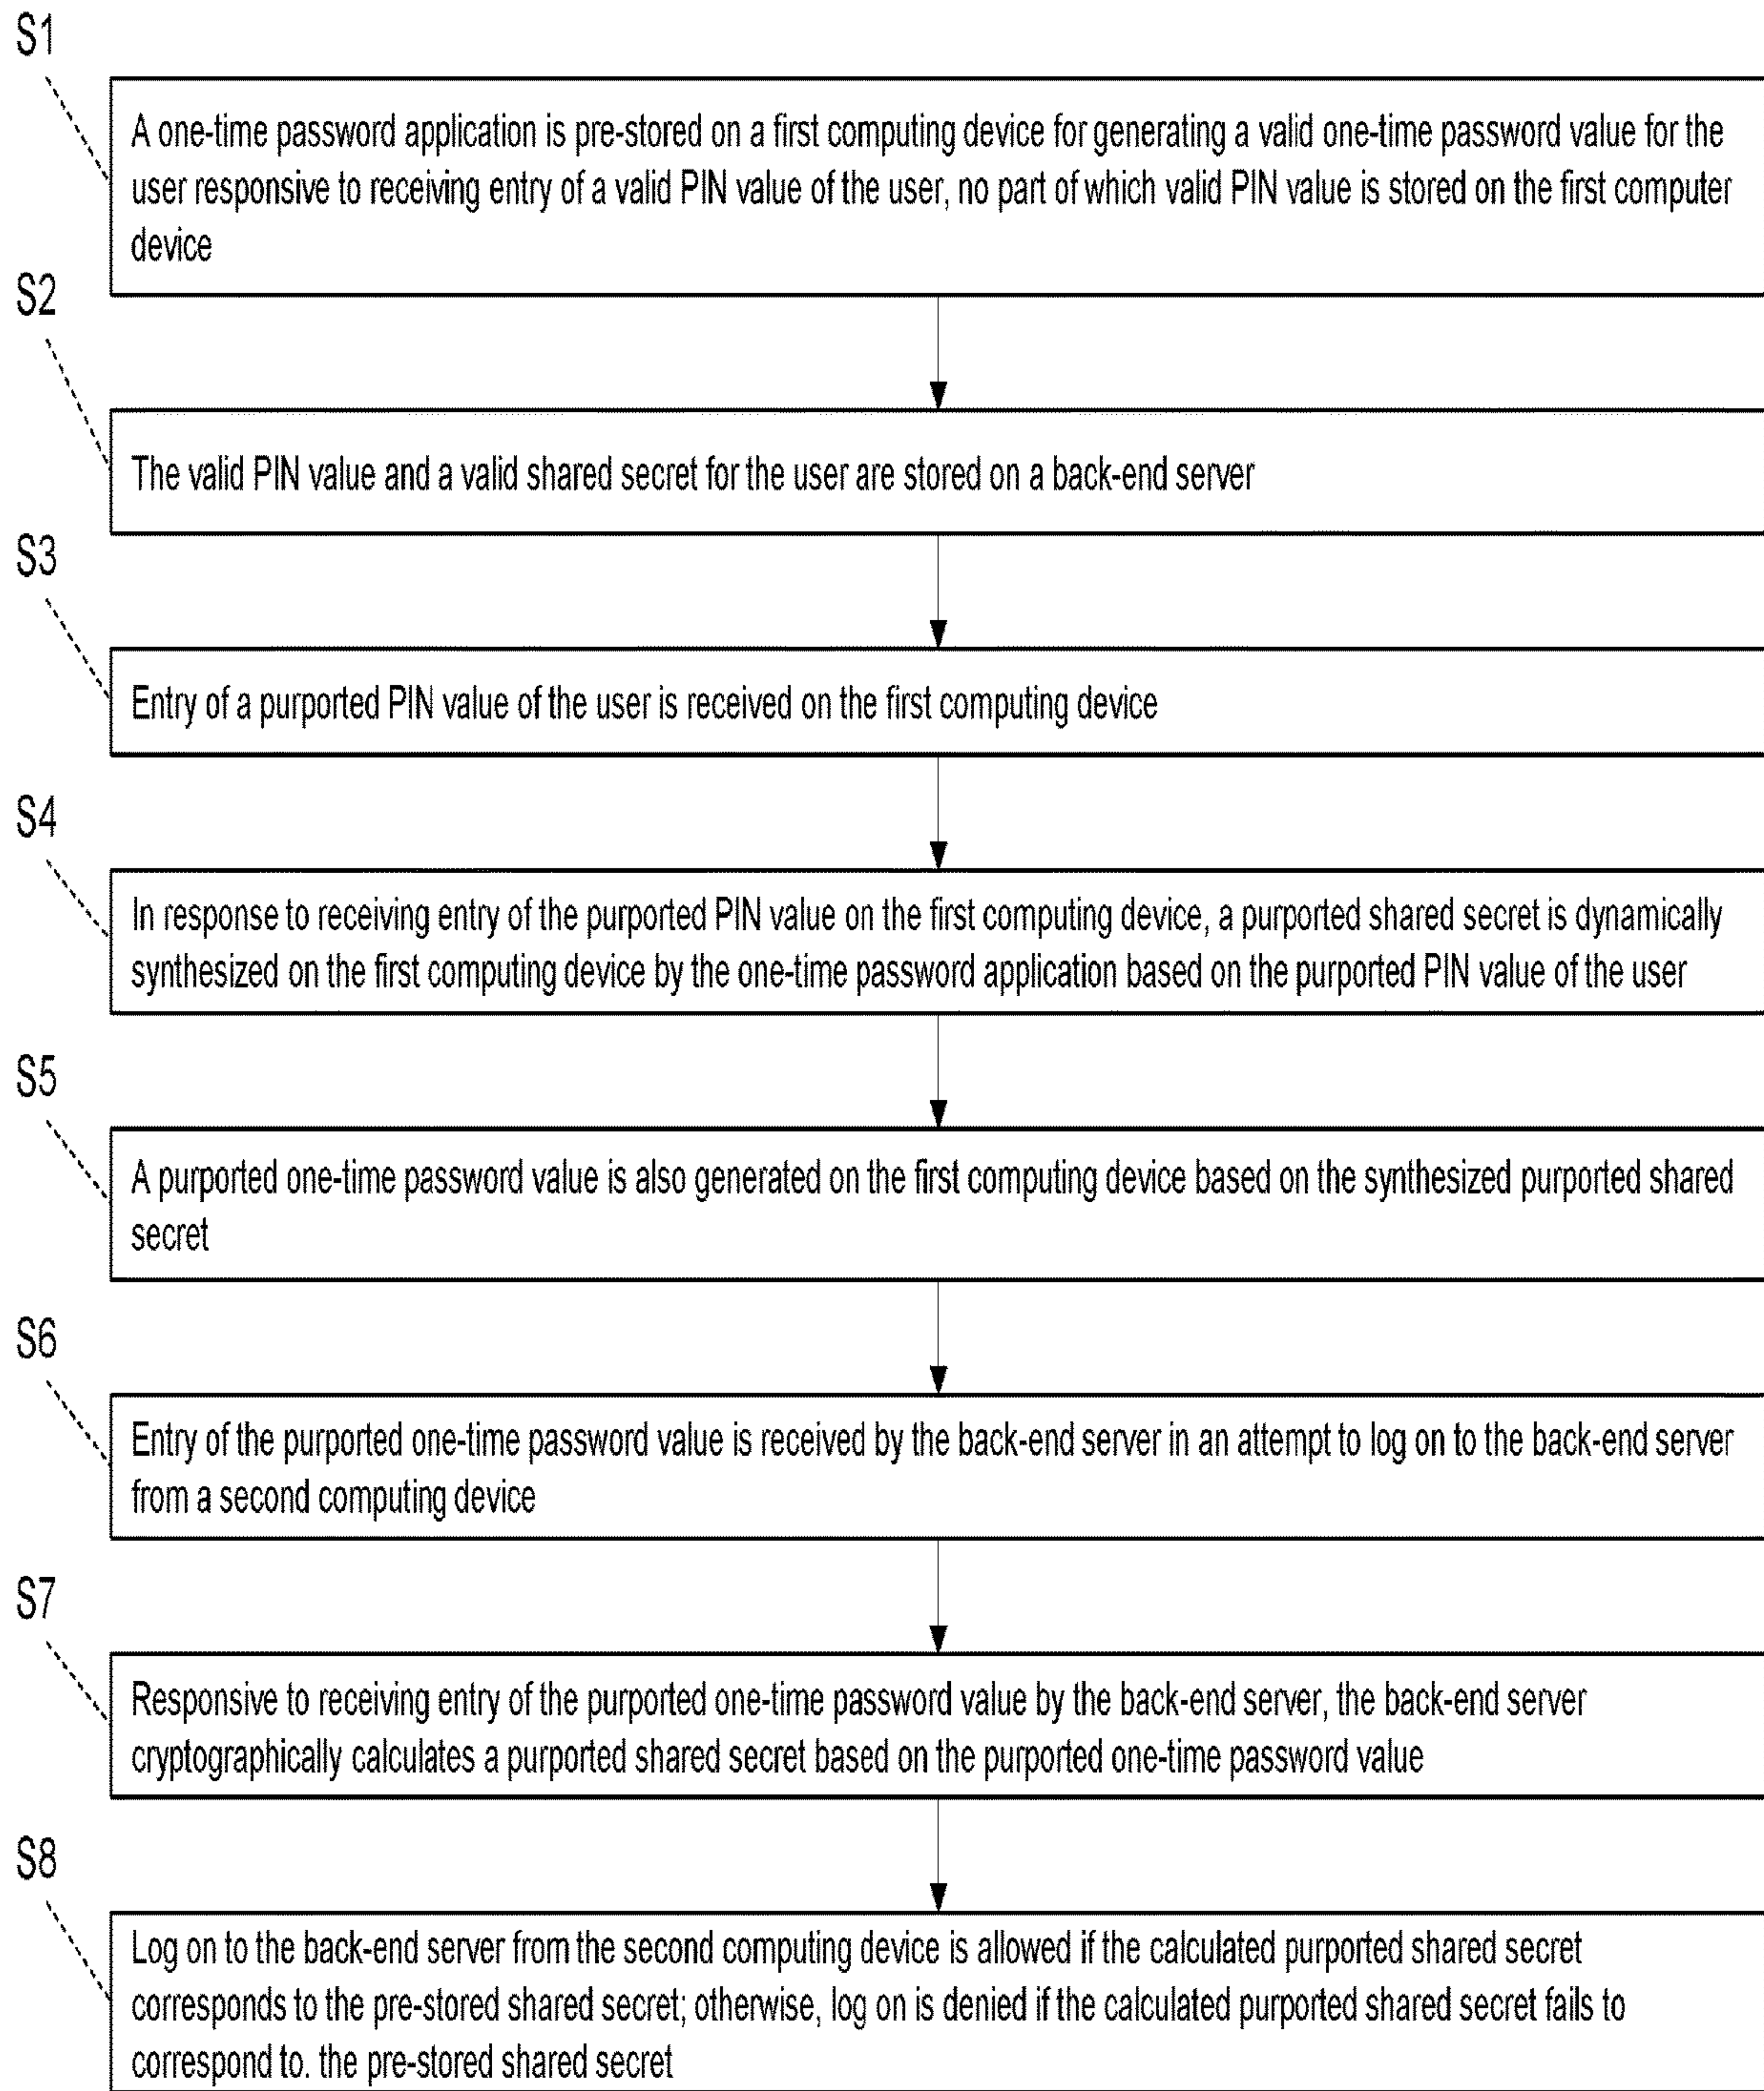 S1
A one-time password application is pre-stored on a first computing device for generating a valid one-time password value for the
user responsive to receiving entry of a valid PIN value of the user, no part of which valid PIN value is stored on the first computer
device
S2
The valid PIN value and a valid shared secret for the user are stored on a back-end server
S3
Entry of a purported PIN value of the user is received on the first computing device
S4
In response to receiving entry of the purported PIN value on the first computing device, a purported shared secret is dynamically
synthesized on the first computing device by the one-time password application based on the purported PIN value of the user
S5
A purported one-time password value is also generated on the first computing device based on the synthesized purported shared
secret
S6
Entry of the purported one-time password value is received by the back-end server in an attempt to log on to the back-end server
from a second computing device
S7
Responsive to receiving entry of the purported one-time password value by the back-end server, the back-end server
cryptographically calculates a purported shared secret based on the purported one-time password value
S8
Log on to the back-end server from the second computing device is allowed if the calculated purported shared secret
corresponds to the pre-stored shared secret; otherwise, log on is denied if the calculated purported shared secret fails to
correspond to. the pre-stored shared secret